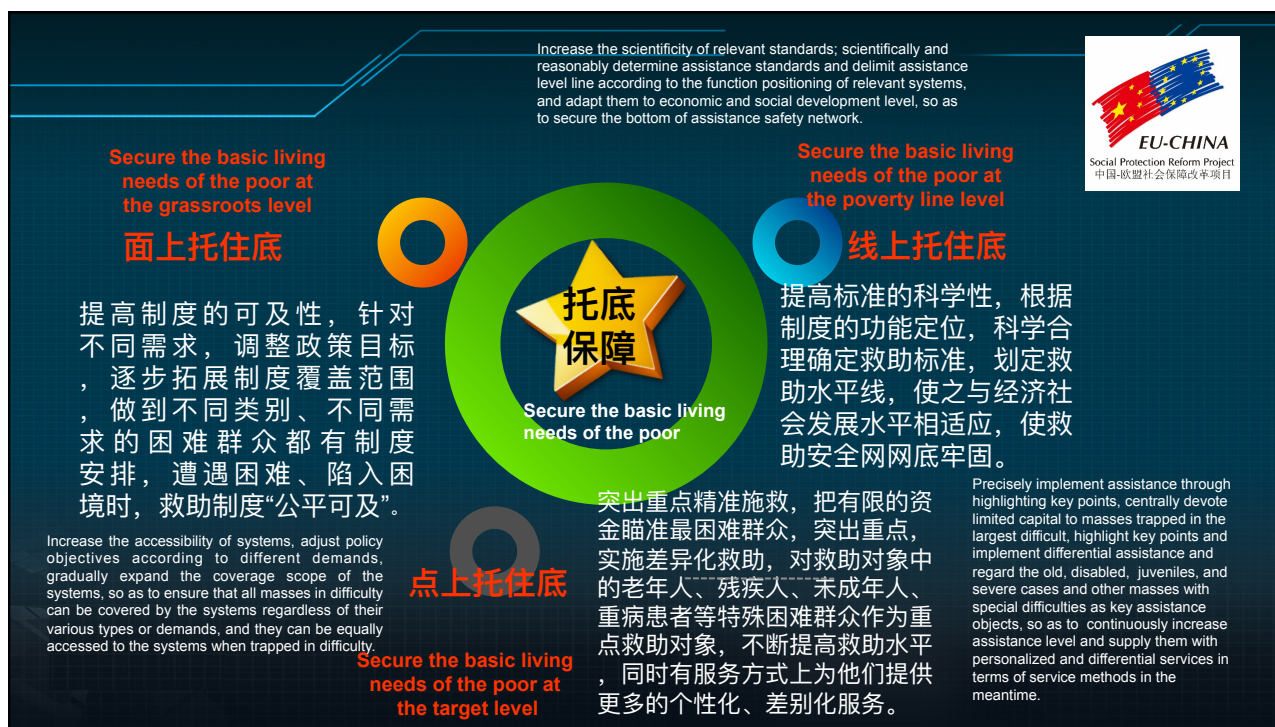 Increase the scientificity of relevant standards; scientifically and
reasonably determine assistance standards and delimit assistance
level line according to the function positioning of relevant systems,
and adapt them to economic and social development level, so as
to secure the bottom of assistance safety network.
EU-CHINA
Social Protection Reform Project
中国-欧盟社会保障改革项目
Secure the basic living
needs of the poor at
the grassroots level
面上托住底
提高制度的可及性，针对
不同需求，调整政策目标
，逐步拓展制度覆盖范围
，做到不同类别、不同需
求的困难群众都有制度
安排，遭遇困难、陷入困
境时，救助制度“公平可及”。
Increase the accessibility of systems, adjust policy
objectives according to different demands,
gradually expand the coverage scope of the
systems, so as to ensure that all masses in difficulty
can be covered by the systems regardless of their
various types or demands, and they can be equally
accessed to the systems when trapped in difficulty.
托底
保障
Secure the basic living
needs of the poor
Secure the basic living
needs of the poor at
the poverty line level
线上托住底
提高标准的科学性，根据
制度的功能定位，科学合
理确定救助标准，划定救
助水平线，使之与经济社
会发展水平相适应，使救
助安全网网底牢固。
点上托住底
Secure the basic living
needs of the poor at
the target level
突出重点精准施救，把有限的资
金瞄准最困难群众，突出重点，
实施差异化救助，对救助对象中
的老年人、残疾人、未成年人、
重病患者等特殊困难群众作为重
点救助对象，不断提高救助水平
，同时有服务方式上为他们提供
更多的个性化、差别化服务。
Precisely implement assistance through
highlighting key points, centrally devote
limited capital to masses trapped in the
largest difficult, highlight key points and
implement differential assistance and
regard the old, disabled, juveniles, and
severe cases and other masses with
special difficulties as key assistance
objects, so as to continuously increase
assistance level and supply them with
personalized and differential services in
terms of service methods in the
meantime.